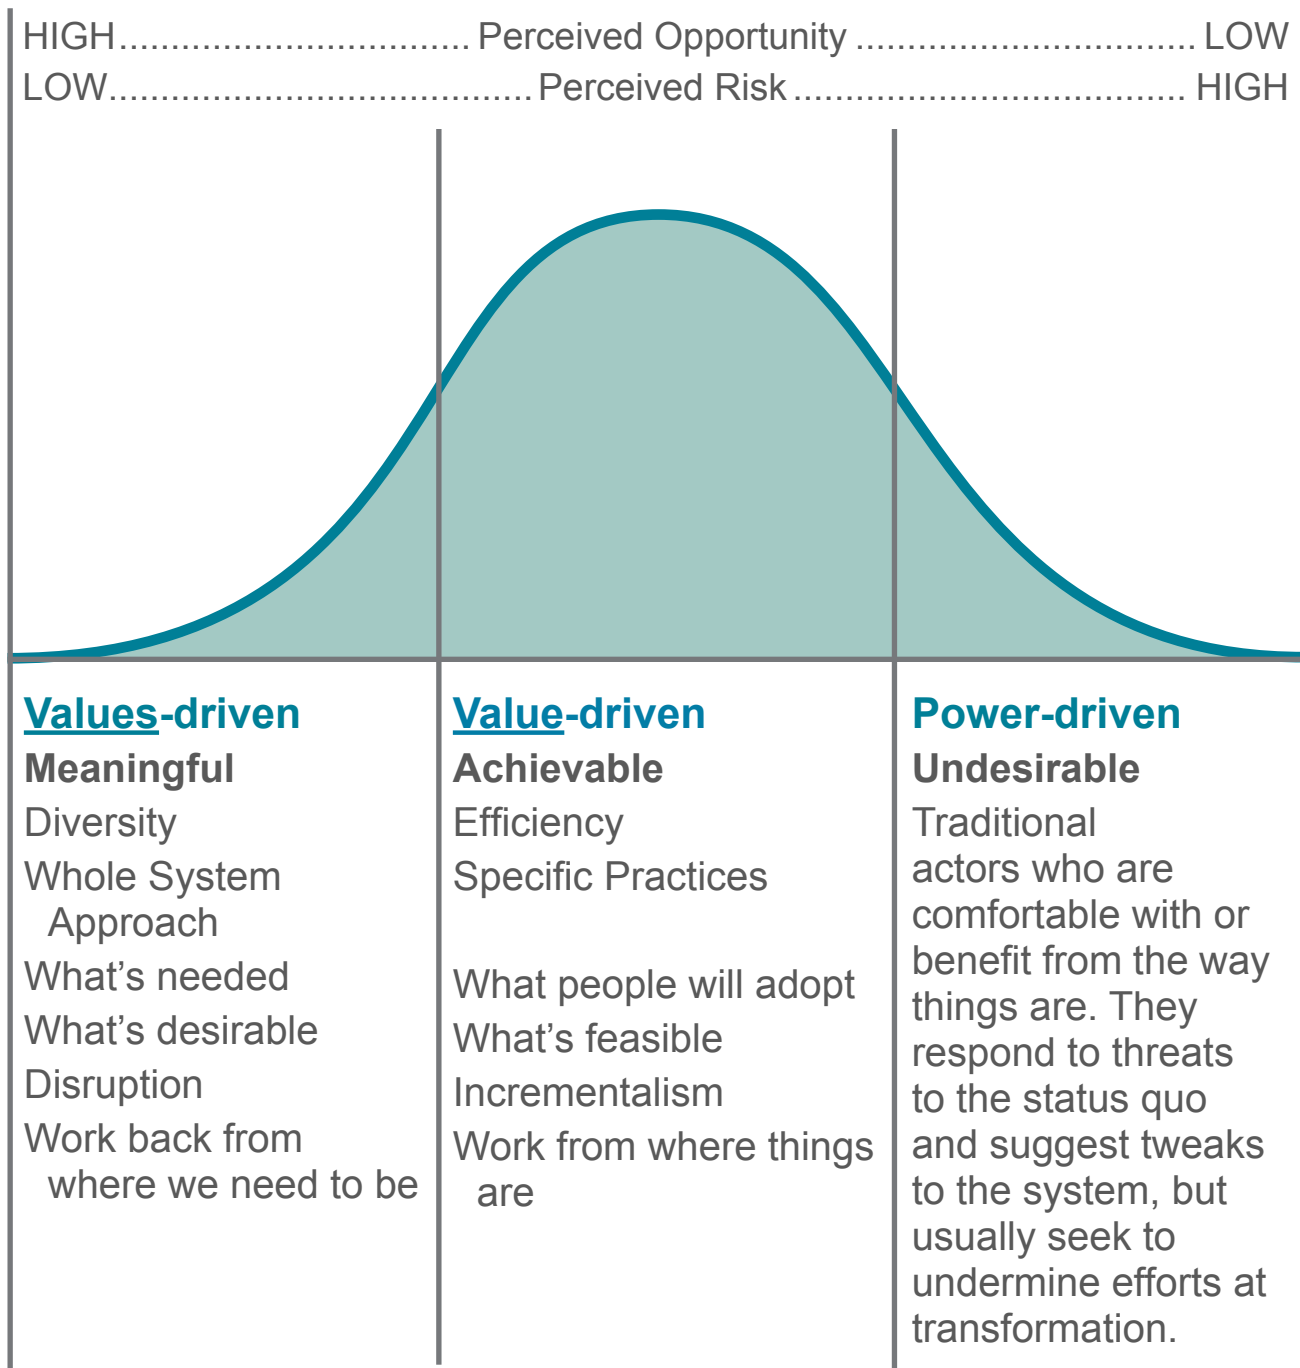 HIGH.................................. Perceived Opportunity ................................. LOW
LOW.........................................Perceived Risk...................................... HIGH
Values-driven
Meaningful
Diversity
Whole System
Approach
What’s needed
What’s desirable
Disruption
Work back from
where we need to be
Value-driven
Achievable
Efficiency
Specific Practices
What people will adopt
What’s feasible
Incrementalism
Work from where things
are
Power-driven
Undesirable
Traditional
actors who are
comfortable with or
benefit from the way
things are. They
respond to threats
to the status quo
and suggest tweaks
to the system, but
usually seek to
undermine efforts at
transformation.